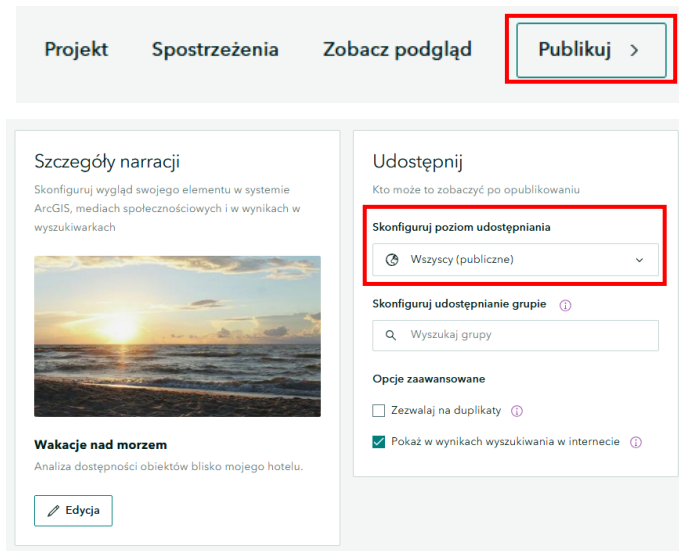 Projekt Spostrzeżenia Zobacz podgląd Publikuj
Szczegóły narracji
Skonfiguruj wygląd swojego elementu w systemie
ArcGIS, mediach społecznościowych i w wynikach w
wyszukiwarkach
Wakacje nad morzem
Analiza dostępności obiektów blisko mojego hotelu.
Edycja
Udostępnij
Kto może to zobaczyć po opublikowaniu
Skonfiguruj poziom udostępniania
Wszyscy (publiczne)
Skonfiguruj udostępnianie grupie
Wyszukaj grupy
Opcje zaawansowane
Zezwalaj na duplikaty
Pokaż w wynikach wyszukiwania w internecie